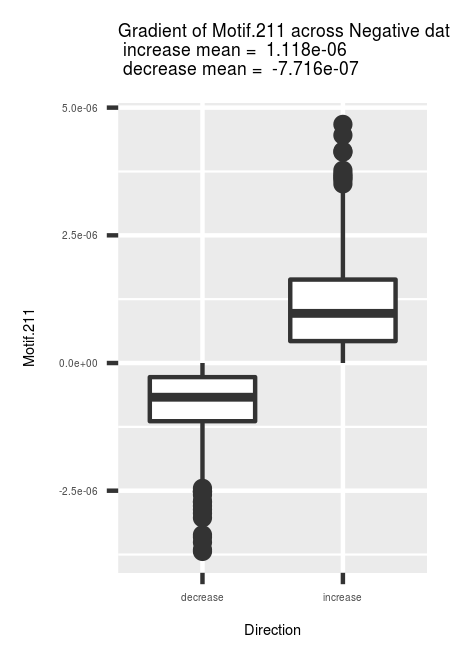 Gradient of Motif.211 across Negative dat
increase mean =  1.118e-06
decrease mean =  -7.716e-07
5.0e-06
2.5e-06
0.0e+00
-2.5e-06
Motif.211
decrease
increase
Direction